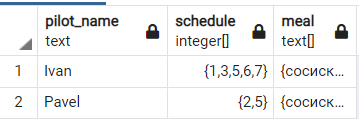 pilot_name schedule meal
text integer[] text[]
1 Ivan {1,3,5,6,7} {сосиск...
2 Pavel {2,5} {сосиск...